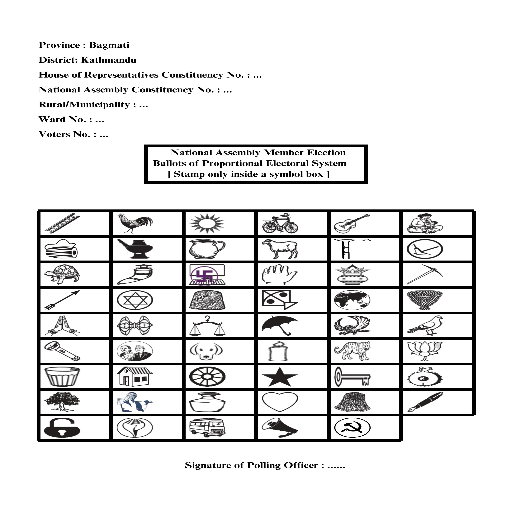 Province : Bagmati
District: Kathmandu
House of Representatives Constituency No. : ...
National Assembly Constituency No. : ...
Rural/Municipality : ...
Ward No. : ...
Voters No. : ...
National Assembly Member Election
Ballots of Proportional Electoral System
[ Stamp only inside a symbol box ]
Signature of Polling Officer : ......